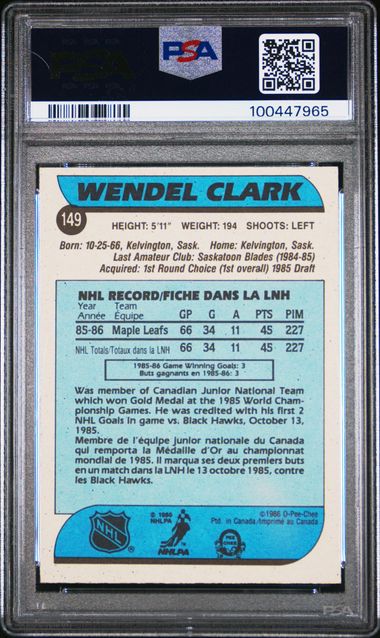 PSA
PSA
100447965
WENDEL CLARK
149
HEIGHT: 5'11" WEIGHT: 194 SHOOTS: LEFT
Born: 10-25-66, Kelvington, Sask. Home: Kelvington, Sask.
Last Amateur Club: Saskatoon Blades (1984-85)
Acquired: 1st Round Choice (1st overall) 1985 Draft
NHL RECORD/FICHE DANS LA LNH
Year Team
Année Équipe GP G A PTS PIM
85-86 Maple Leafs 66 34 11 45 227
NHL Totals/Totaux dans la LNH 66 34 11 45 227
1985-86 Game Winning Goals: 3
Buts gagnants en 1985-86: 3
Was member of Canadian Junior National Team
which won Gold Medal at the 1985 World Cham-
pionship Games. He was credited with his first 2
NHL Goals in game vs. Black Hawks, October 13,
1985.
Membre de l'équipe junior nationale du Canada
qui remporta la Médaille d'Or au championnat
mondial de 1985. Il marqua ses deux premiers buts
en un match dans la LNH le 13 octobre 1985, contre
les Black Hawks.
NHL
© 1986
NHLPA
NHLPA
© 1986 O-Pee-Chee
Ptd. in Canada/Imprimé au Canada
O PEE CHEE
PSA